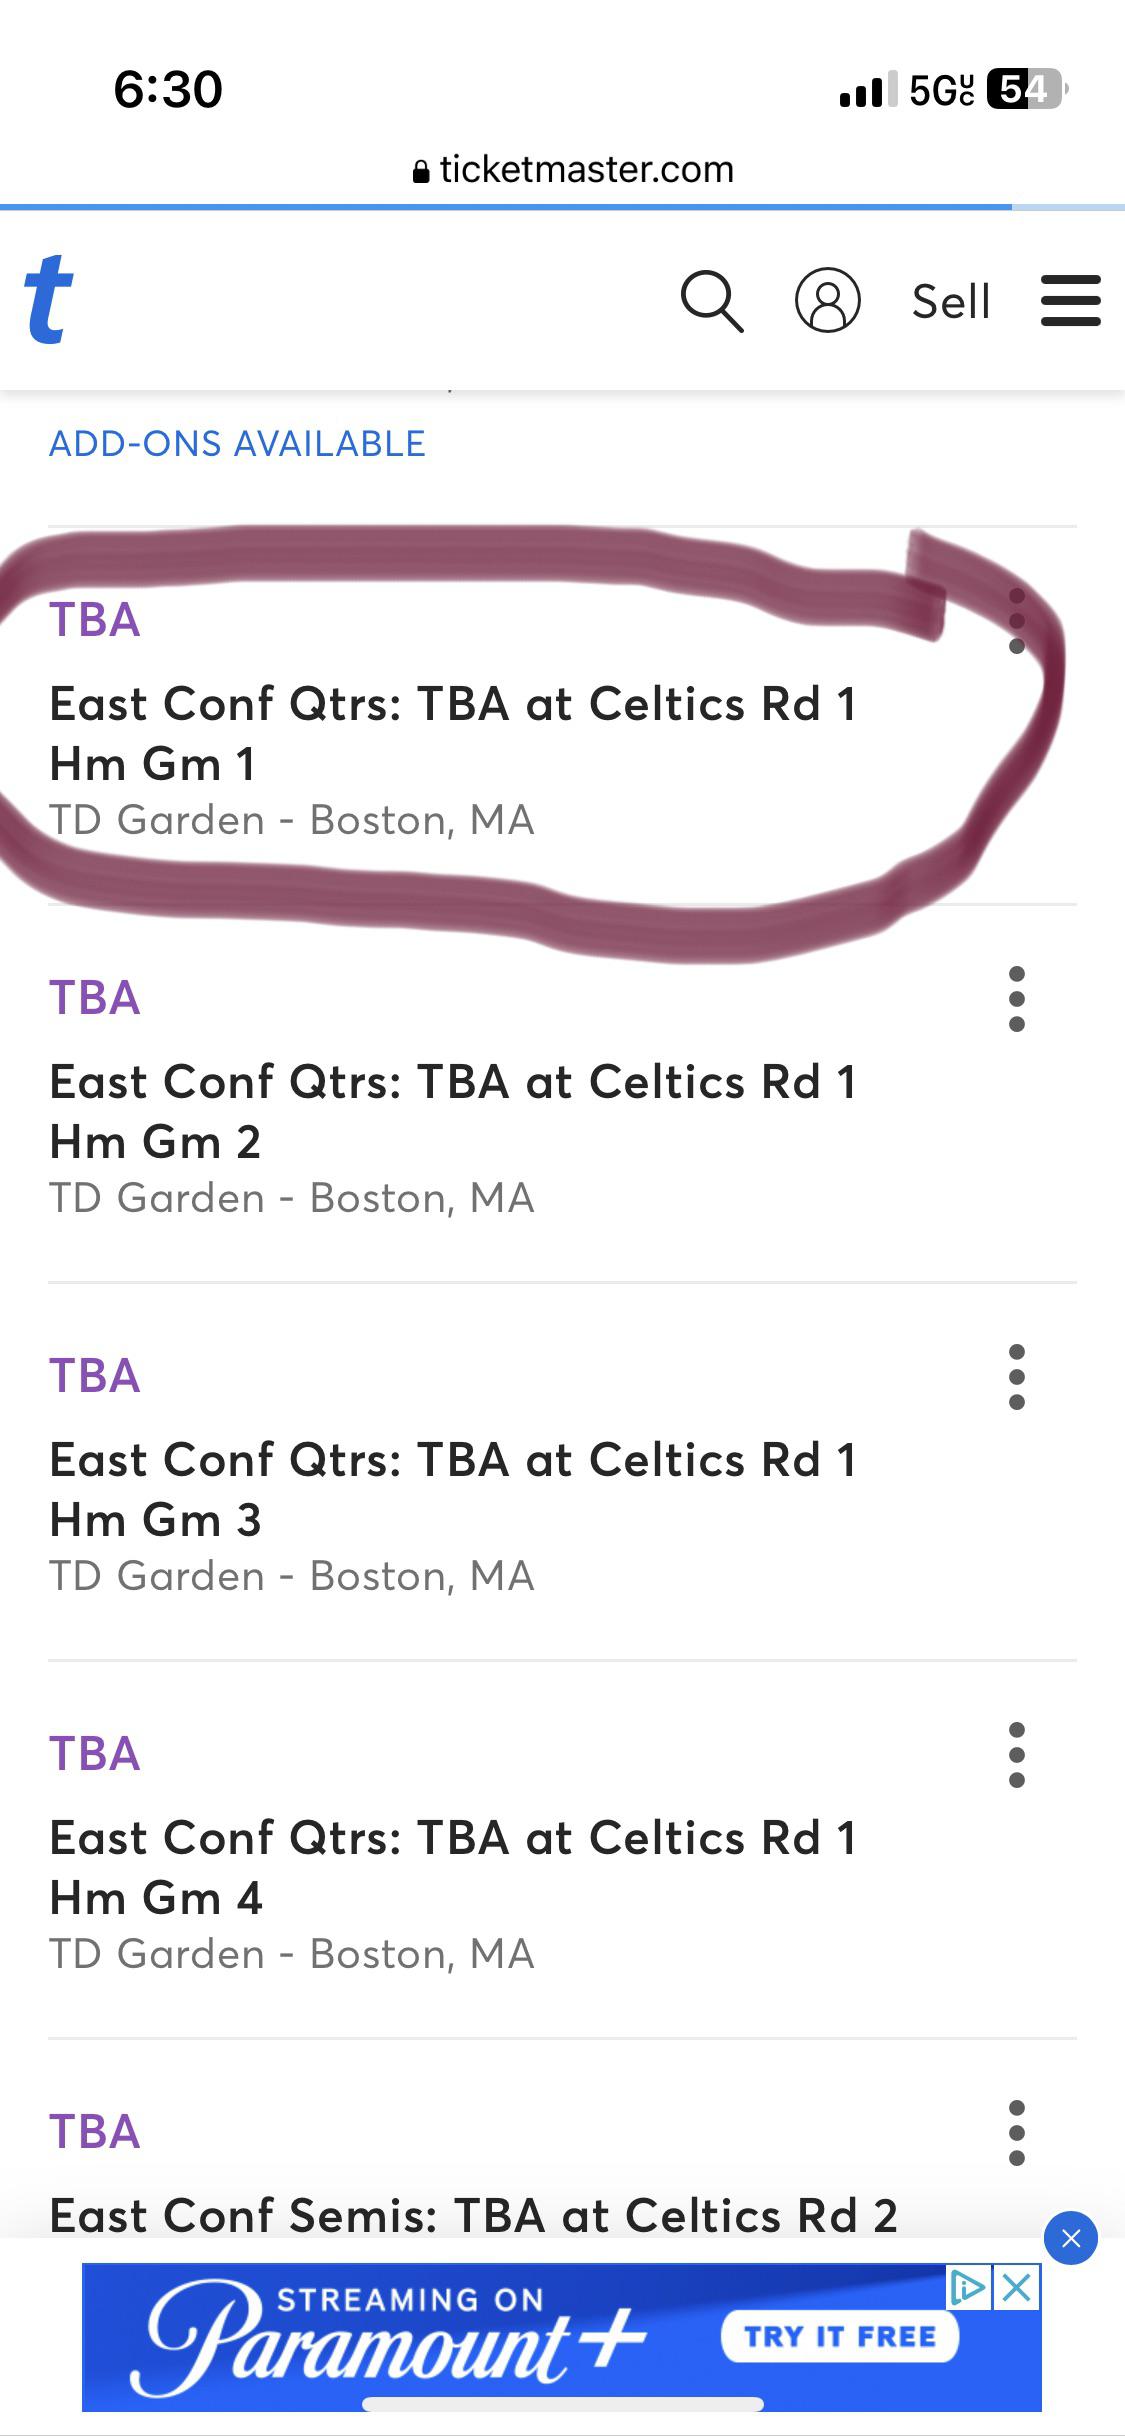 6:30
5G UC 54
ticketmaster.com
t
Sell
ADD-ONS AVAILABLE
TBA
East Conf Qtrs: TBA at Celtics Rd 1
Hm Gm 1
TD Garden - Boston, MA
TBA
East Conf Qtrs: TBA at Celtics Rd 1
Hm Gm 2
TD Garden - Boston, MA
TBA
East Conf Qtrs: TBA at Celtics Rd 1
Hm Gm 3
TD Garden - Boston, MA
TBA
East Conf Qtrs: TBA at Celtics Rd 1
Hm Gm 4
TD Garden - Boston, MA
TBA
East Conf Semis: TBA at Celtics Rd 2
STREAMING ON
Paramount+
TRY IT FREE